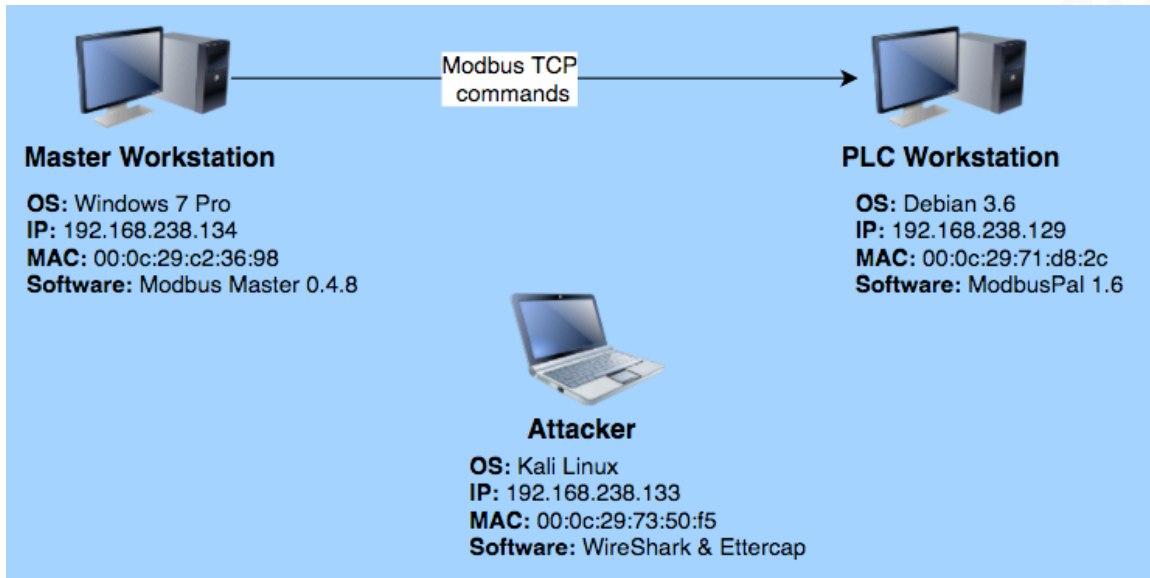 Modbus TCP
commands
Master Workstation
OS: Windows 7 Pro
IP: 192.168.238.134
MAC: 00:0c:29:c2:36:98
Software: Modbus Master 0.4.8
PLC Workstation
OS: Debian 3.6
IP: 192.168.238.129
MAC: 00:0c:29:71:d8:2c
Software: ModbusPal 1.6
Attacker
OS: Kali Linux
IP: 192.168.238.133
MAC: 00:0c:29:73:50:f5
Software: WireShark & Ettercap